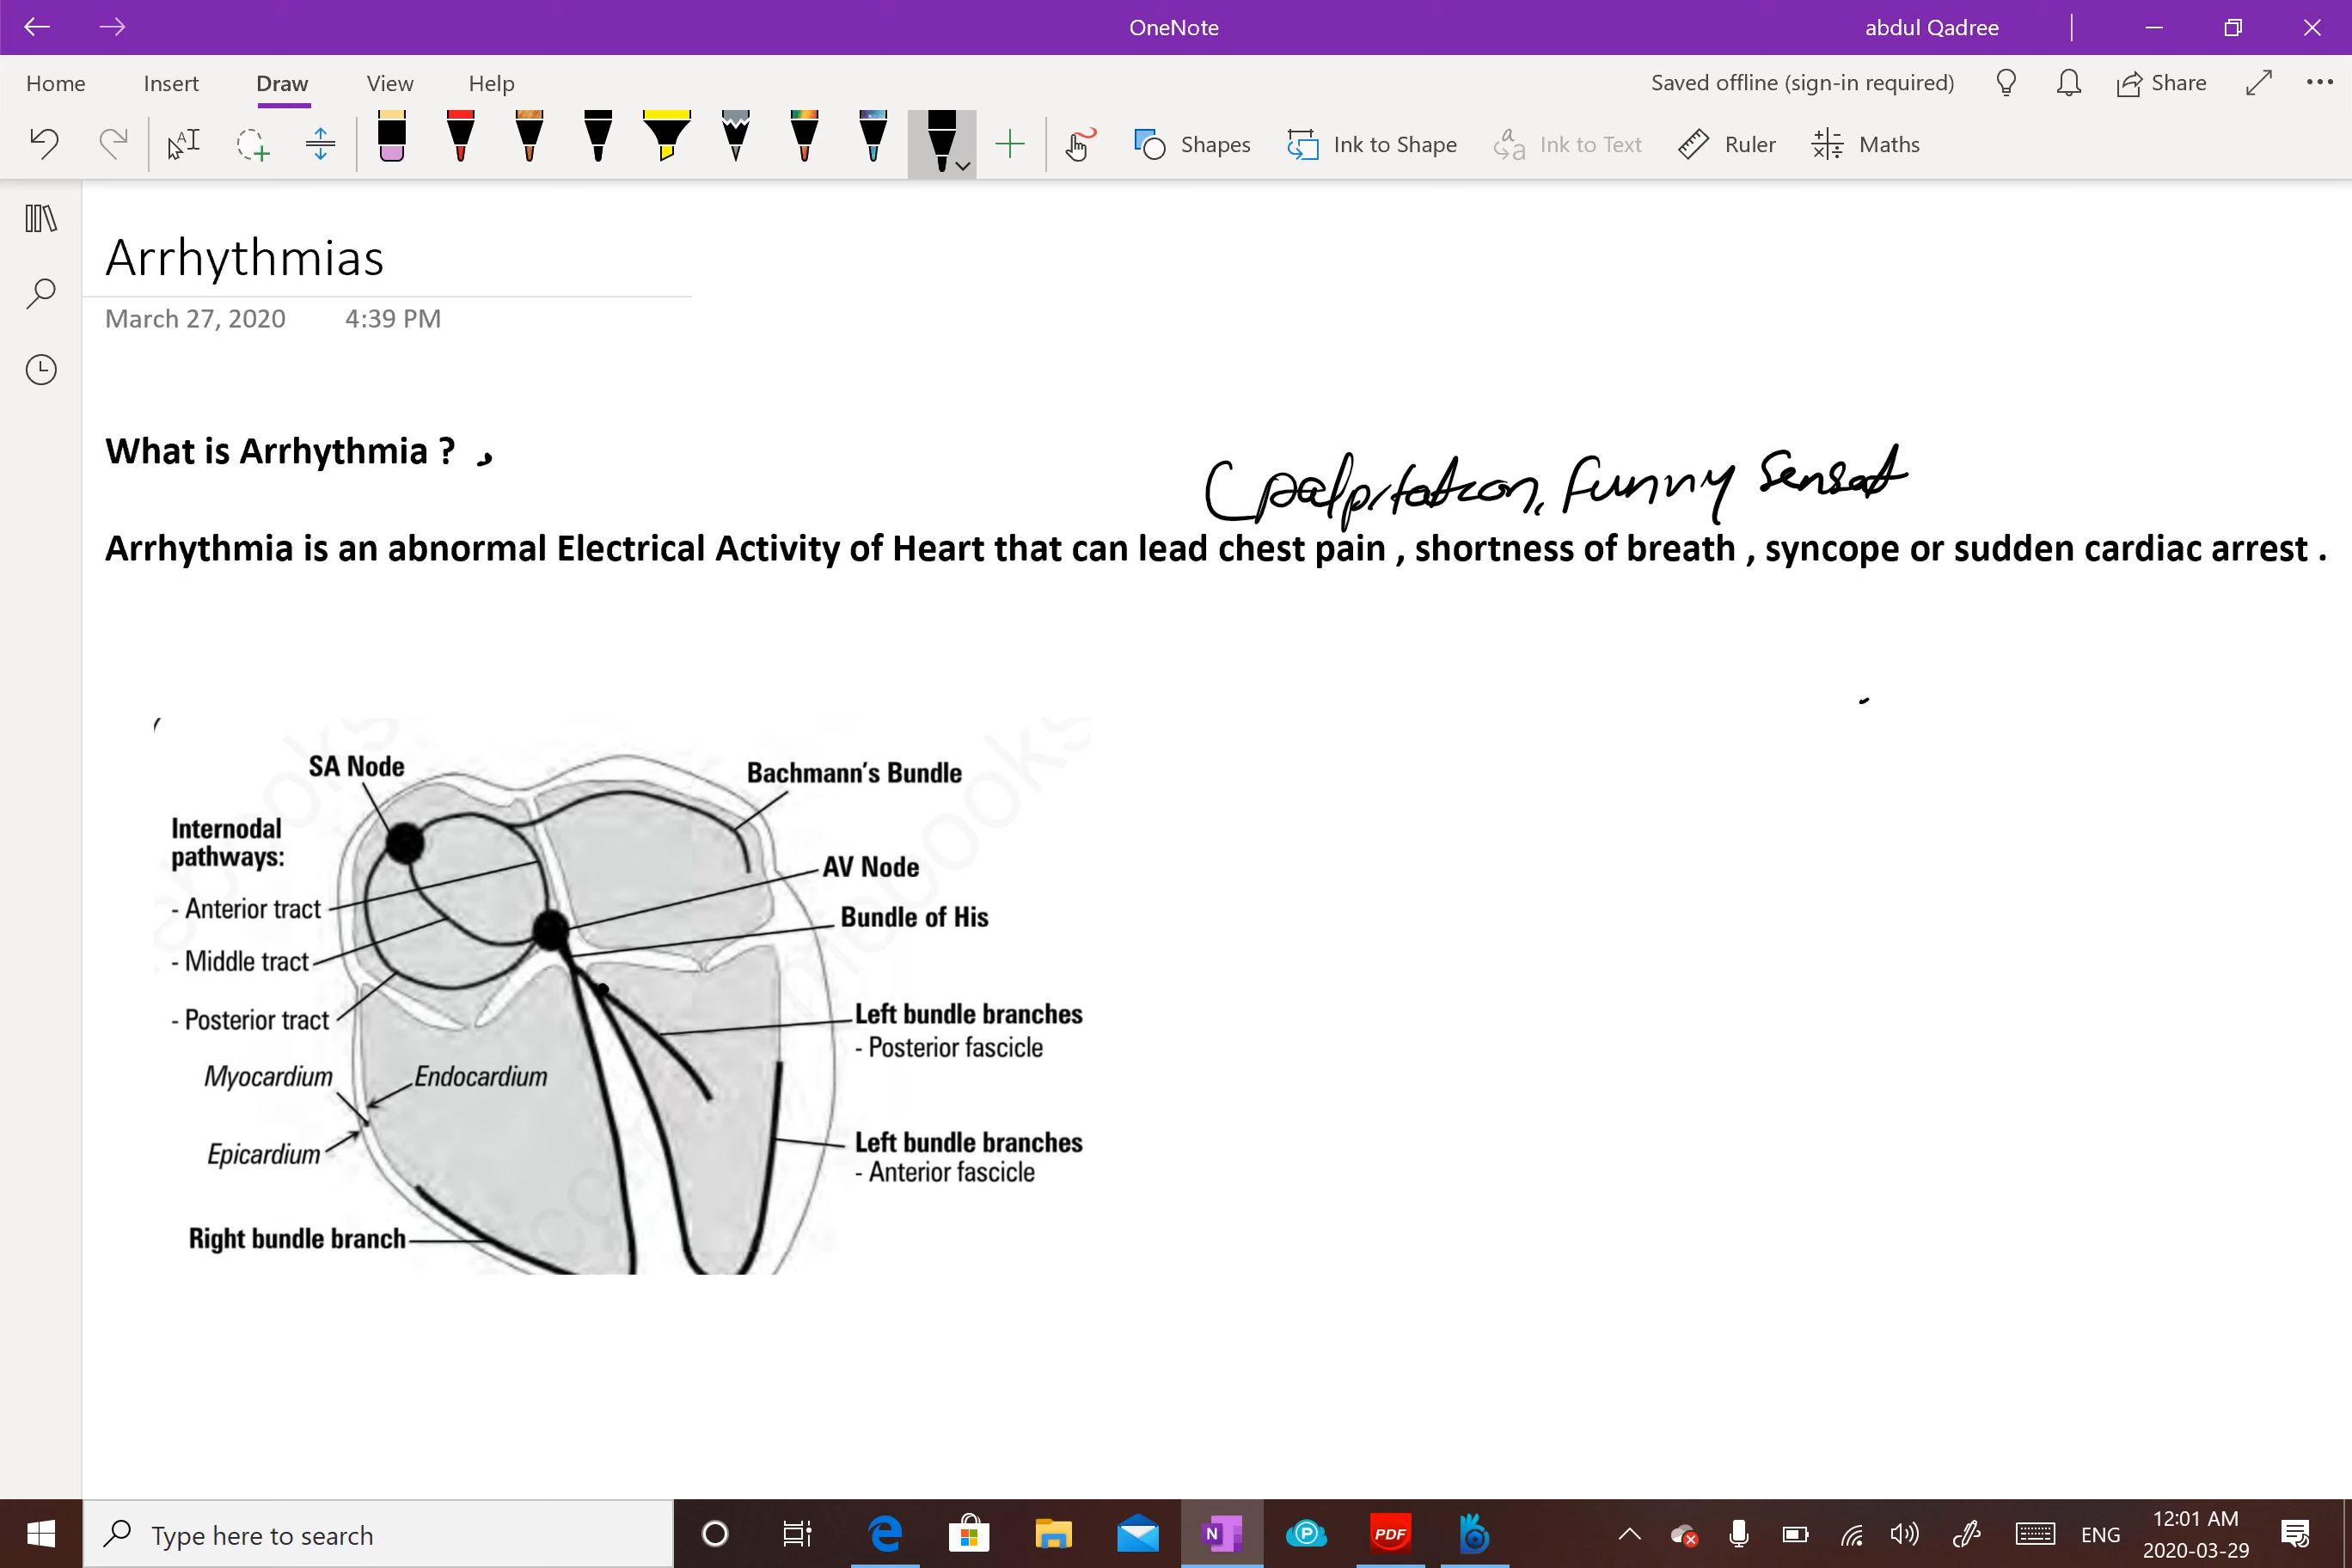 OneNote
abdul Qadree
Home Insert Draw View Help
Saved offline (sign-in required) Share
Shapes Ink to Shape Ink to Text Ruler Maths
Arrhythmias
March 27, 2020 4:39 PM
What is Arrhythmia ?
(palpitation, funny sensat
Arrhythmia is an abnormal Electrical Activity of Heart that can lead chest pain , shortness of breath , syncope or sudden cardiac arrest .
SA Node
Bachmann's Bundle
Internodal
pathways:
AV Node
- Anterior tract
Bundle of His
- Middle tract
- Posterior tract
Left bundle branches
- Posterior fascicle
Myocardium
Endocardium
Epicardium
Left bundle branches
- Anterior fascicle
Right bundle branch
Type here to search
N
P
PDF
ENG
12:01 AM
2020-03-29